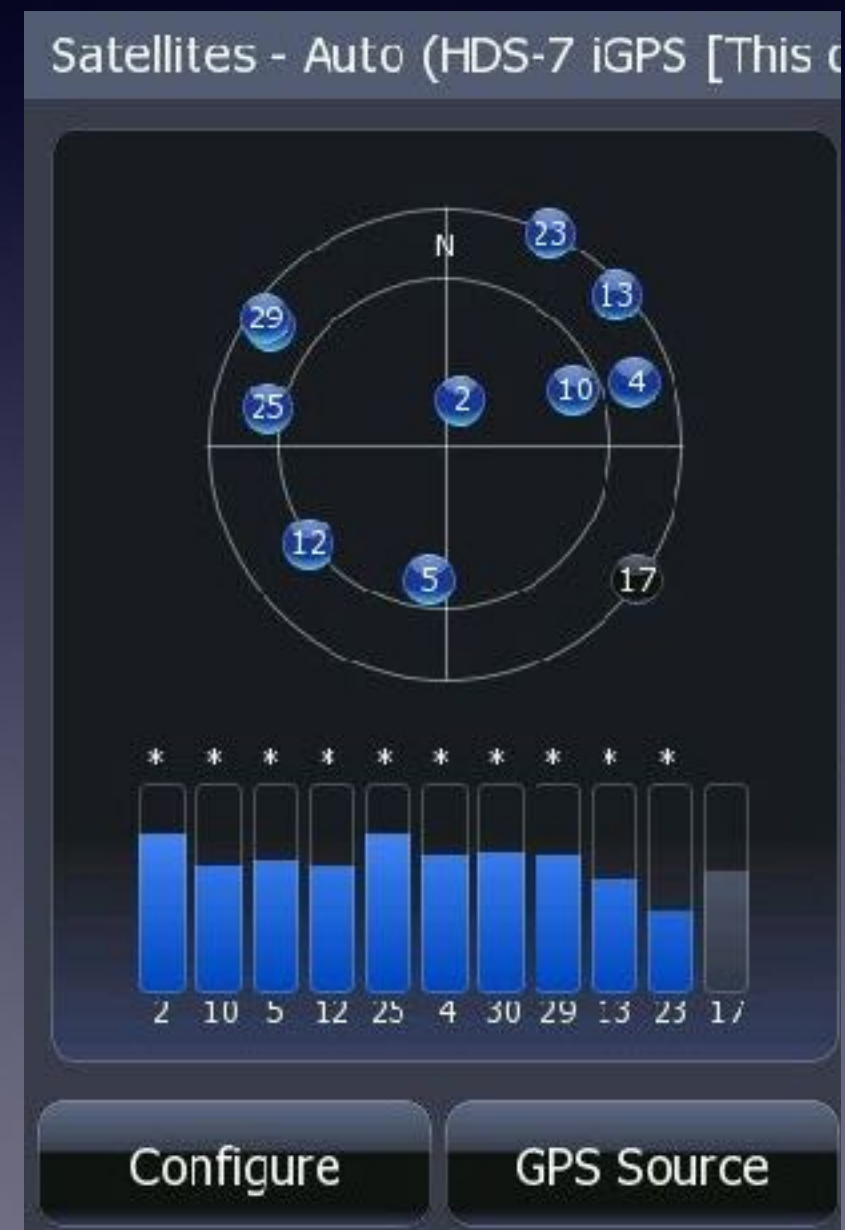 Satellites - Auto (HDS-7 iGPS [This
23
N
13
29
4
10
2
25
12
5
17
* * * * * * * * * *
2 10 5 12 25 4 30 29 13 23 17
Configure GPS Source